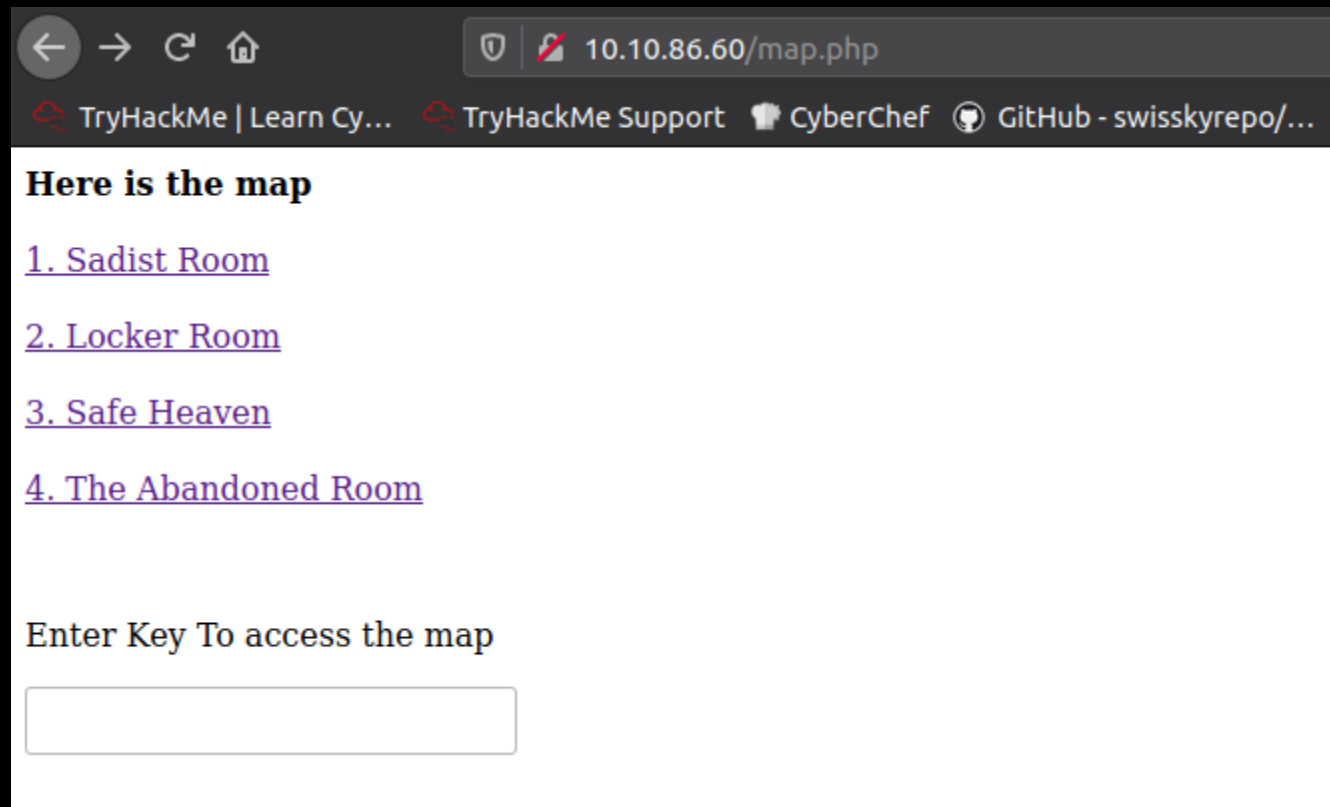 10.10.86.60/map.php
TryHackMe | Learn Cy... TryHackMe Support CyberChef GitHub - swisskyrepo/...
Here is the map
1. Sadist Room
2. Locker Room
3. Safe Heaven
4. The Abandoned Room
Enter Key To access the map